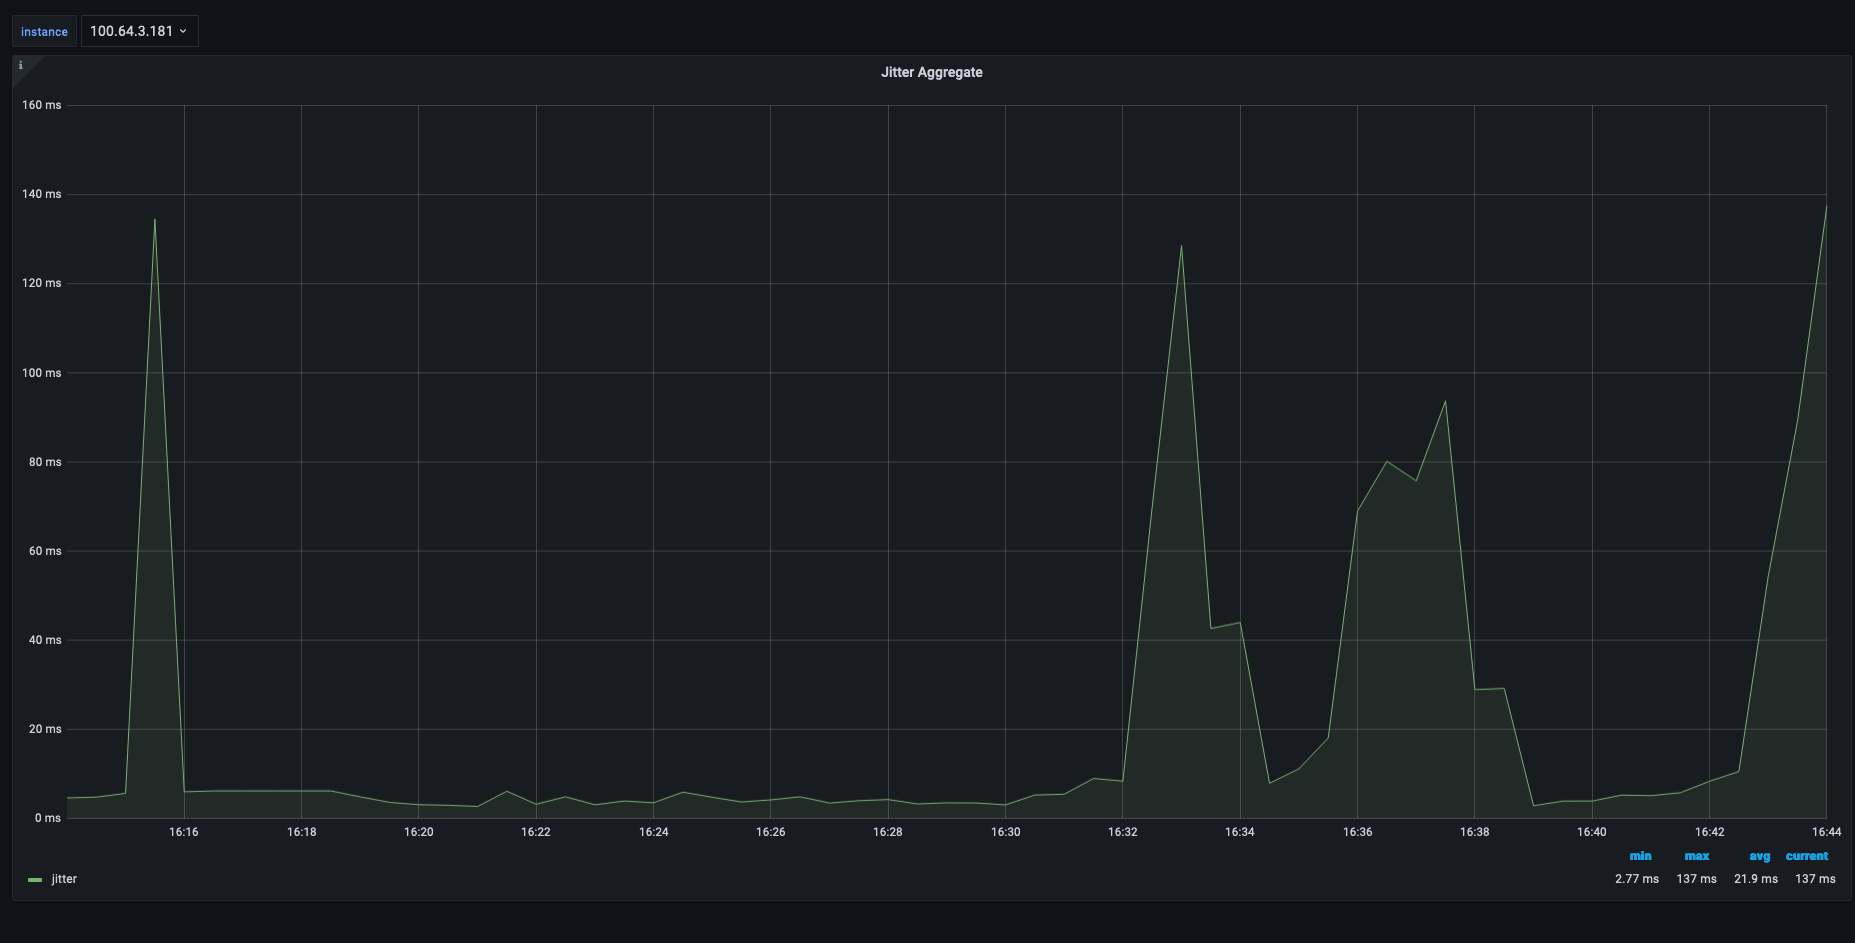 instance 100.64.3.181
i
Jitter Aggregate
160 ms
140 ms
120 ms
100 ms
80 ms
60 ms
40 ms
20 ms
0 ms
16:16 16:18 16:20 16:22 16:24 16:26 16:28 16:30 16:32 16:34 16:36 16:38 16:40 16:42 16:44
min max avg current
jitter 2.77 ms 137 ms 21.9 ms 137 ms